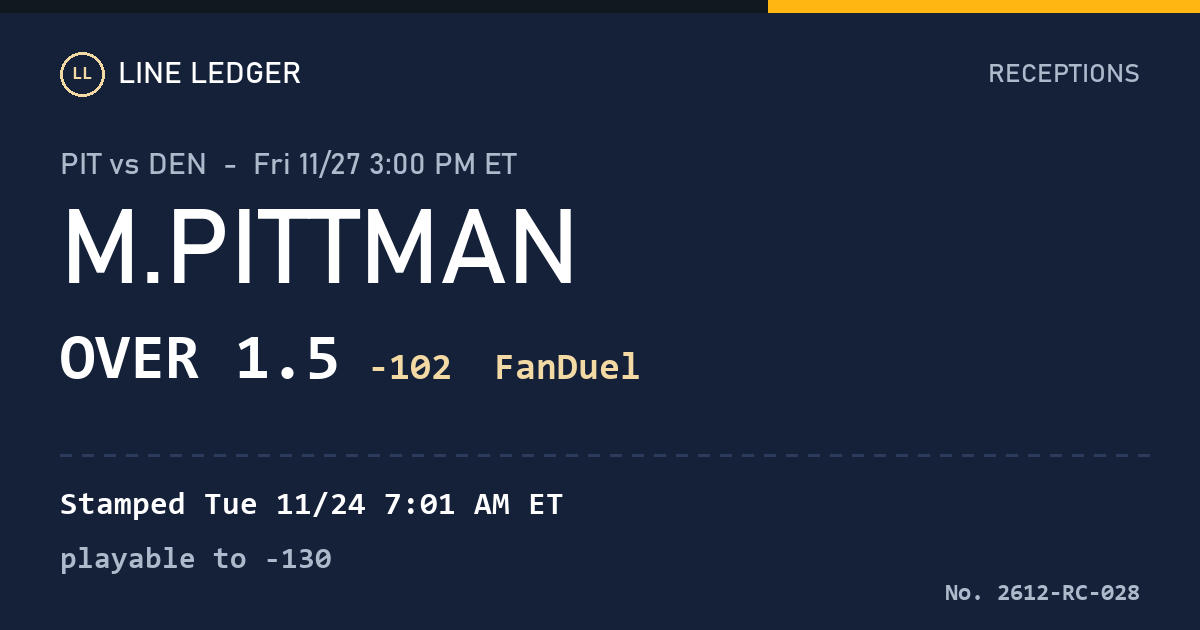 LL LINE LEDGER
RECEPTIONS
PIT vs DEN - Fri 11/27 3:00 PM ET
M.PITTMAN
OVER 1.5 -102 FanDuel
Stamped Tue 11/24 7:01 AM ET
playable to -130
No. 2612-RC-028